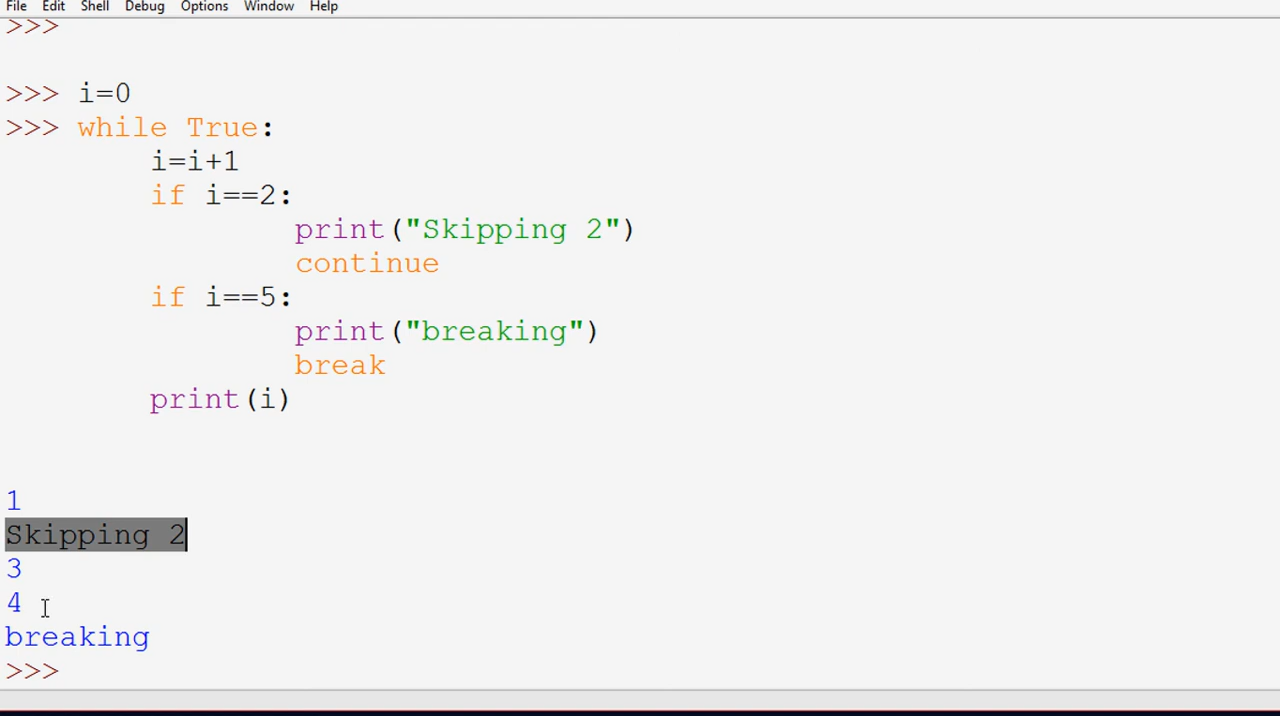 File Edit Shell Debug Options Window Help
>>>
>>> i=0
>>> while True:
i=i+1
if i==2:
print("Skipping 2")
continue
if i==5:
print("breaking")
break
print(i)
1
Skipping 2
3
4
breaking
>>>